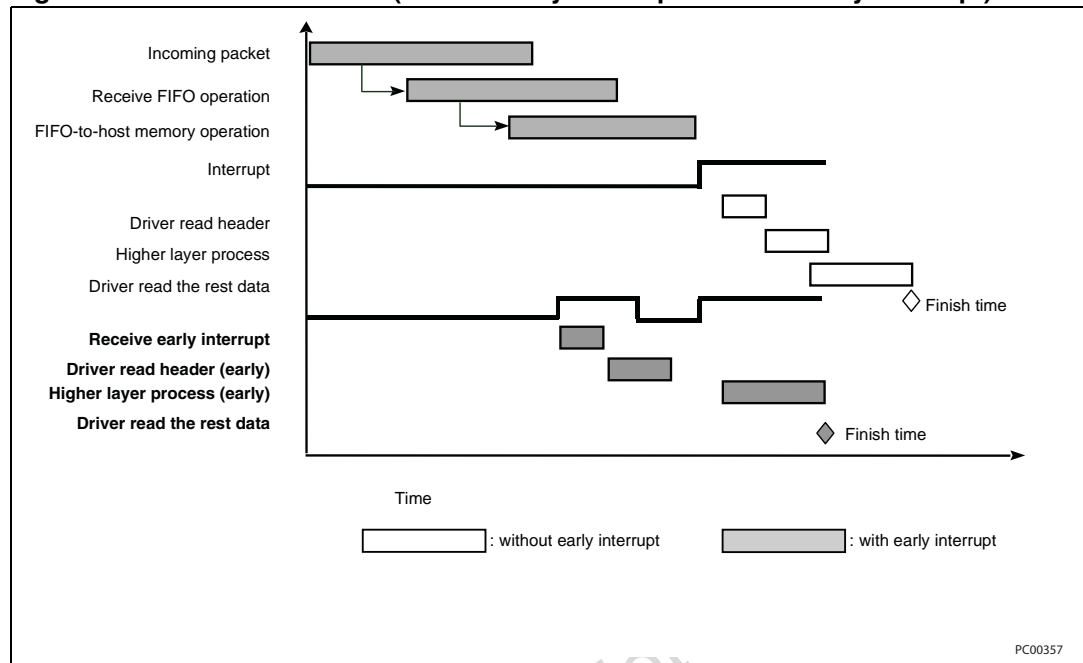 Incoming packet
Receive FIFO operation
FIFO-to-host memory operation
Interrupt
Driver read header
Higher layer process
Driver read the rest data
Finish time
Receive early interrupt
Driver read header (early)
Higher layer process (early)
Driver read the rest data
Finish time
Time
: without early interrupt
: with early interrupt
PC00357